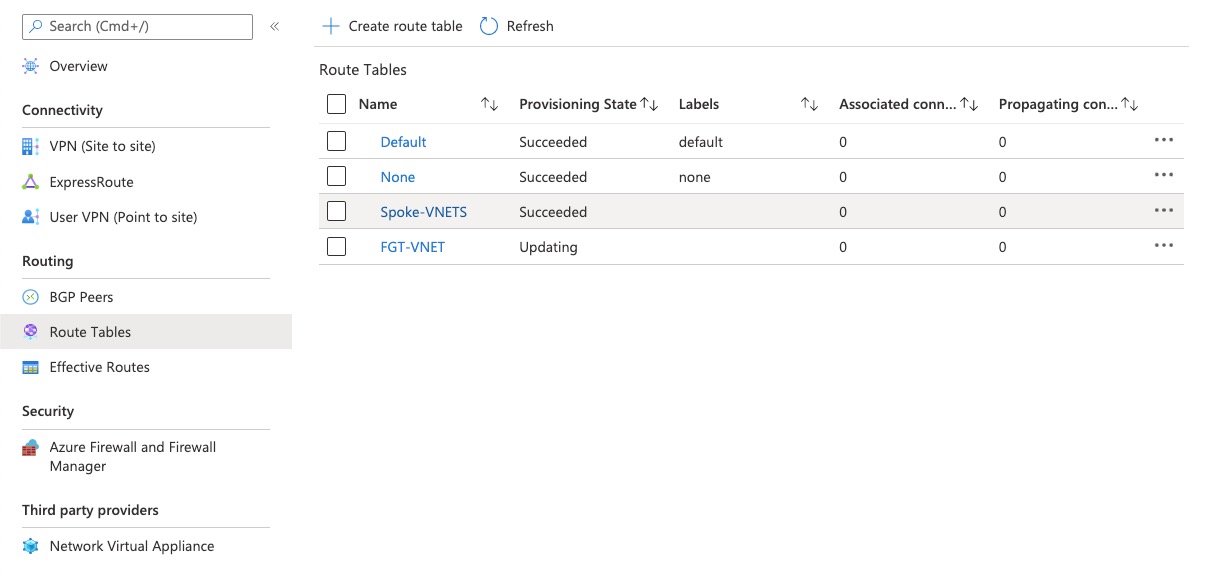 Search (Cmd+/)
Overview
Connectivity
VPN (Site to site)
ExpressRoute
User VPN (Point to site)
Routing
BGP Peers
Route Tables
Effective Routes
Security
Azure Firewall and Firewall
Manager
Third party providers
Network Virtual Appliance
Create route table Refresh
Route Tables
Name Provisioning State Labels Associated conn... Propagating con...
Default Succeeded default 0 0
None Succeeded none 0 0
Spoke-VNETS Succeeded 0 0
FGT-VNET Updating 0 0